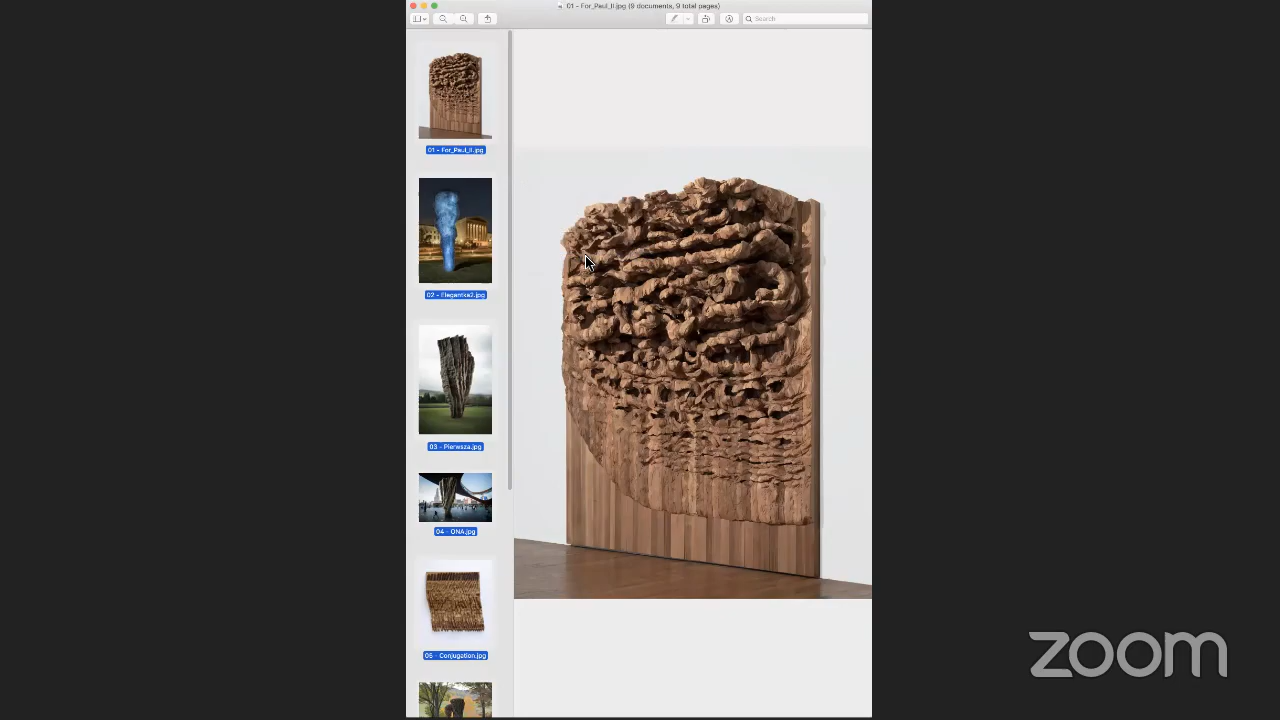 01 - For_Paul_II.jpg (9 documents, 9 total pages)
Search
01 - For_Paul_II.jpg
02 - Elegantka2.jpg
03 - Pierwsza.jpg
04 - ONA.jpg
05 - Conjugation.jpg
zoom